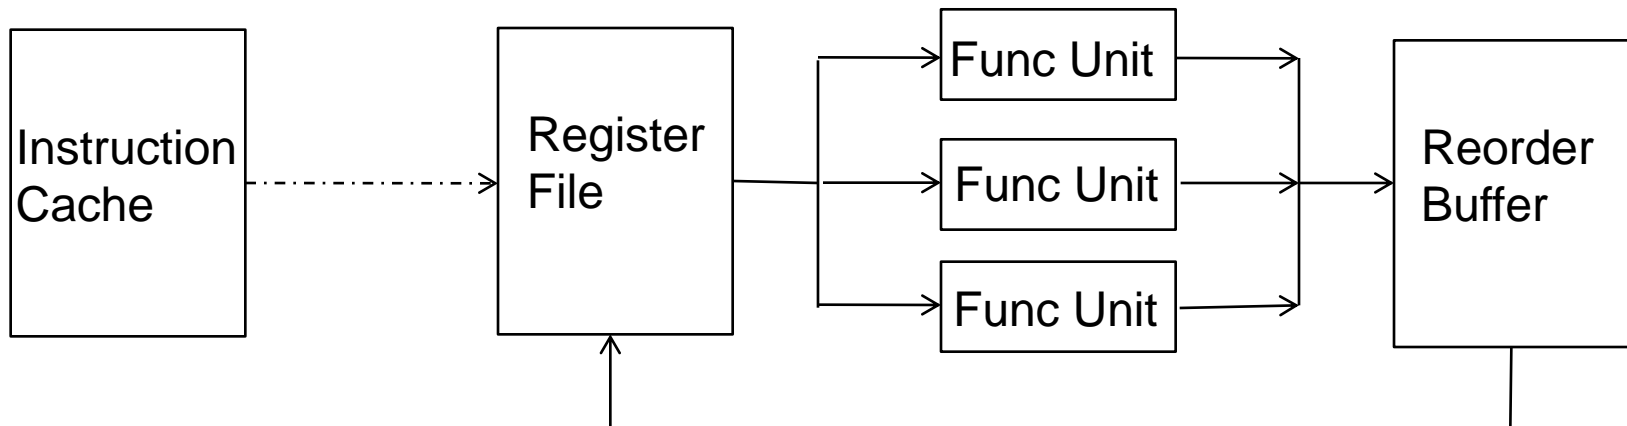 Instruction
Cache
Register
File
Func Unit
Func Unit
Func Unit
Reorder
Buffer